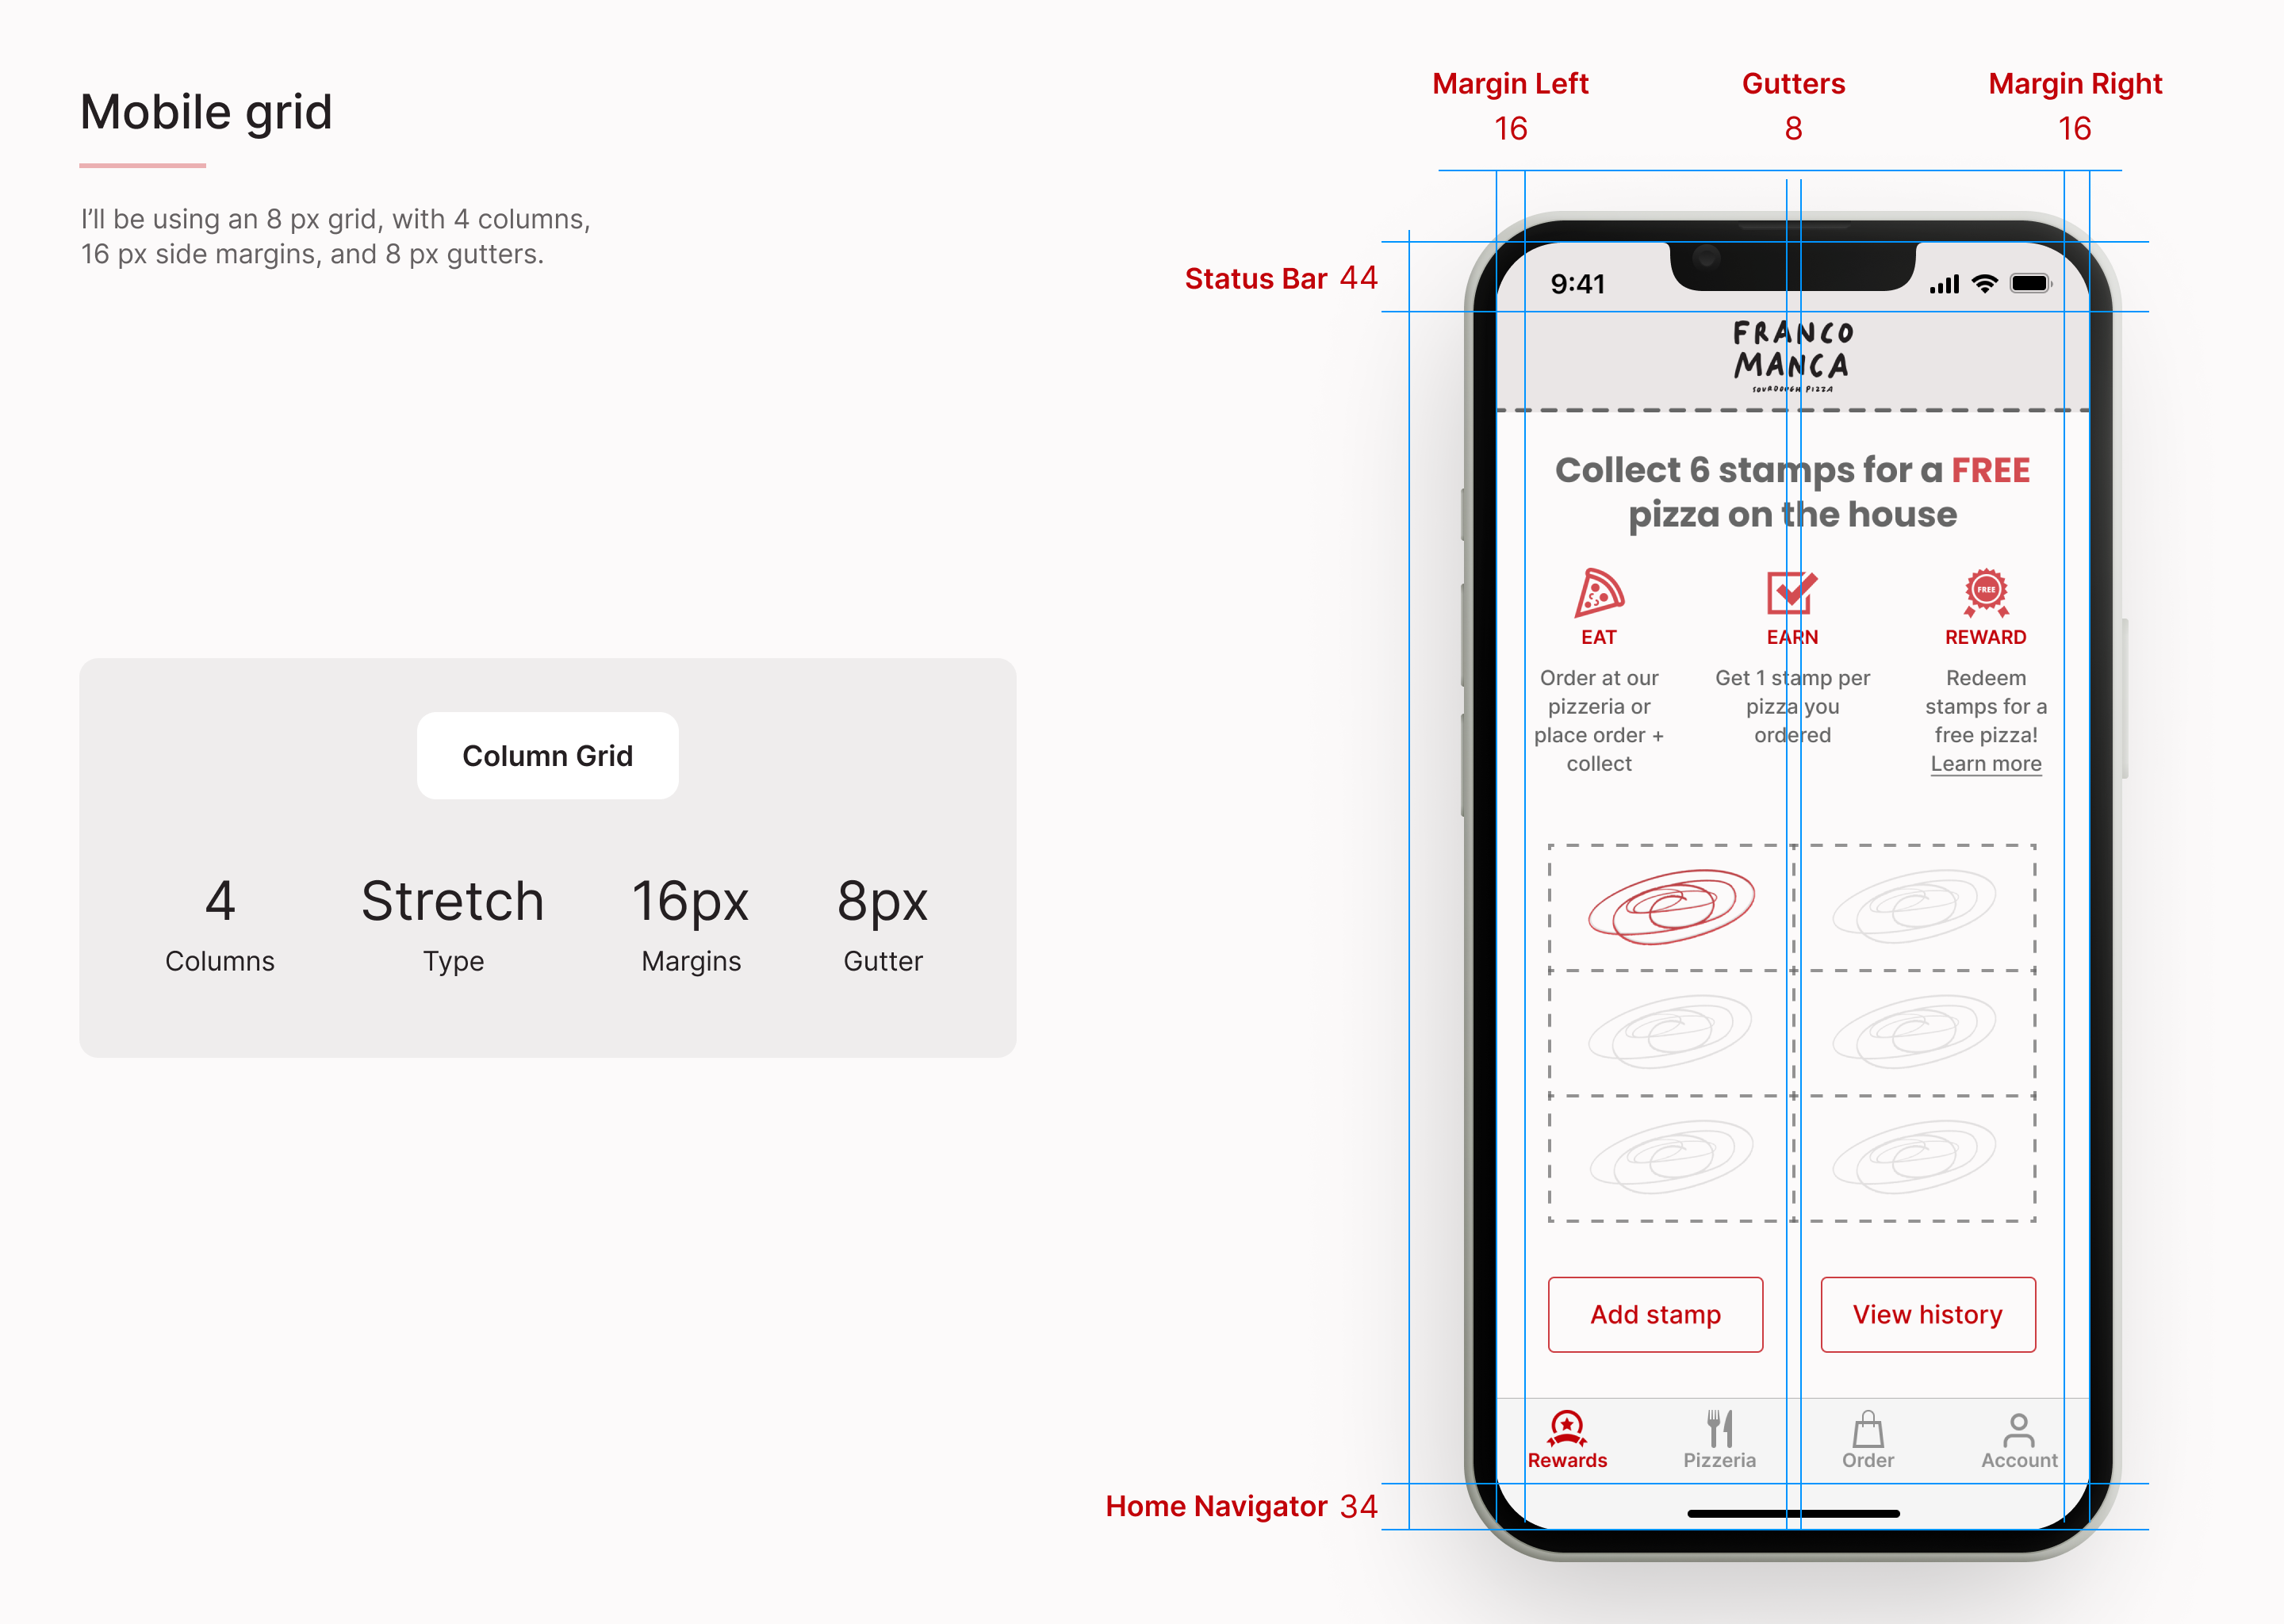 Mobile grid
I’ll be using an 8 px grid, with 4 columns,
16 px side margins, and 8 px gutters.
Column Grid
4
Columns
Stretch
Type
16px
Margins
8px
Gutter
Margin Left
16
Gutters
8
Margin Right
16
Status Bar 44
9:41
FRANCO
MANCA
SOURDOUGH PIZZA
Collect 6 stamps for a FREE
pizza on the house
EAT
Order at our
pizzeria or
place order +
collect
EARN
Get 1 stamp per
pizza you
ordered
FREE
REWARD
Redeem
stamps for a
free pizza!
Learn more
Add stamp
View history
Rewards
Pizzeria
Order
Account
Home Navigator 34